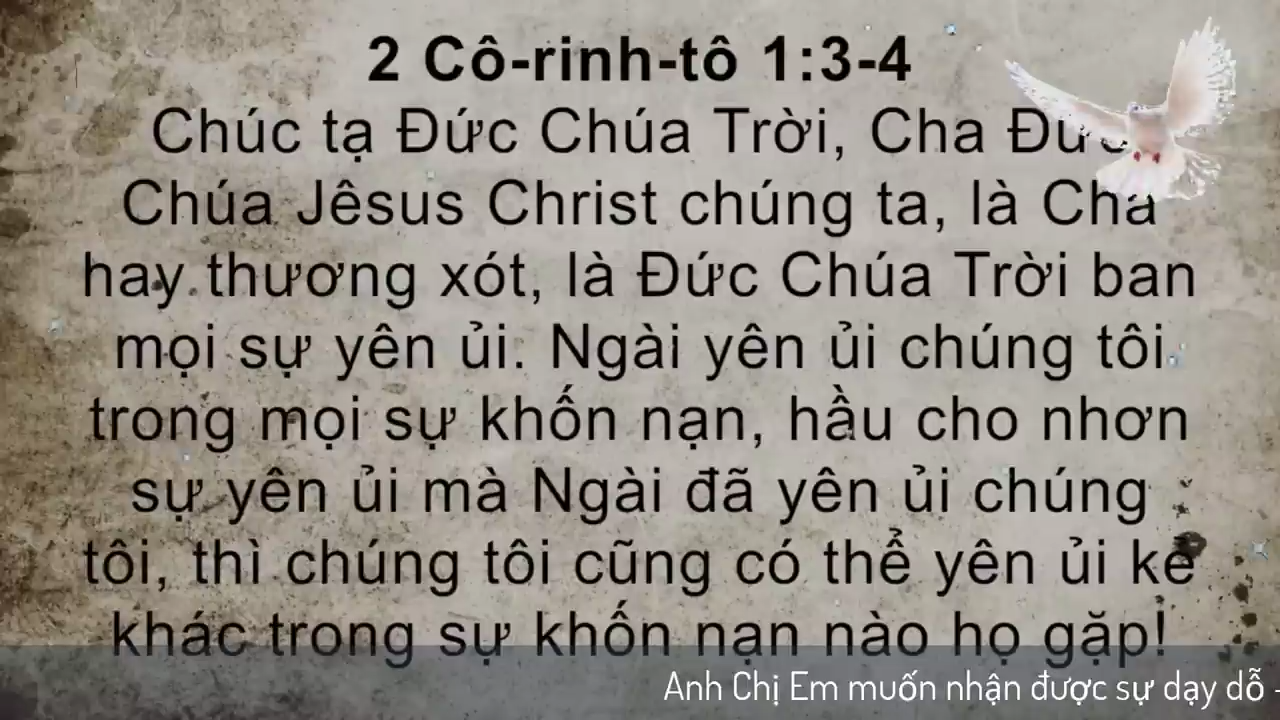 2 Cô-rinh-tô 1:3-4
Chúc tạ Đức Chúa Trời, Cha Đức
Chúa Jêsus Christ chúng ta, là Cha
hay thương xót, là Đức Chúa Trời ban
mọi sự yên ủi. Ngài yên ủi chúng tôi
trong mọi sự khốn nạn, hầu cho nhơn
sự yên ủi mà Ngài đã yên ủi chúng
tôi, thì chúng tôi cũng có thể yên ủi kẻ
khác trong sự khốn nạn nào họ gặp!
Anh Chị Em muốn nhận được sự dạy dỗ -